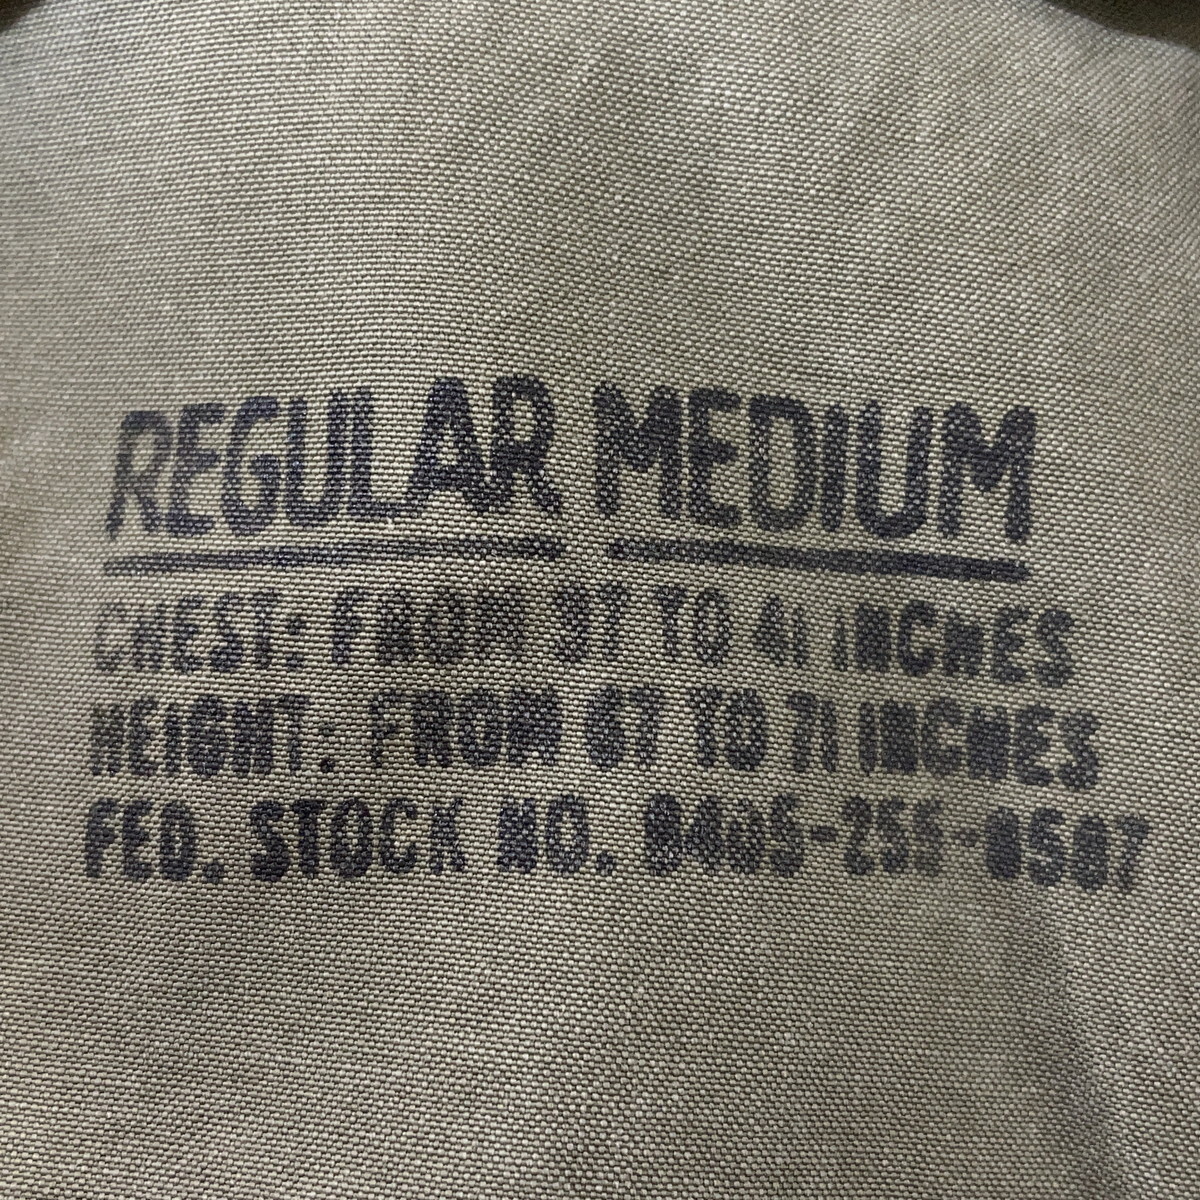 REGULAR MEDIUM
CHEST: FROM 37 TO 41 INCHES
HEIGHT: FROM 67 TO 71 INCHES
FED. STOCK NO. 8405-255-8587